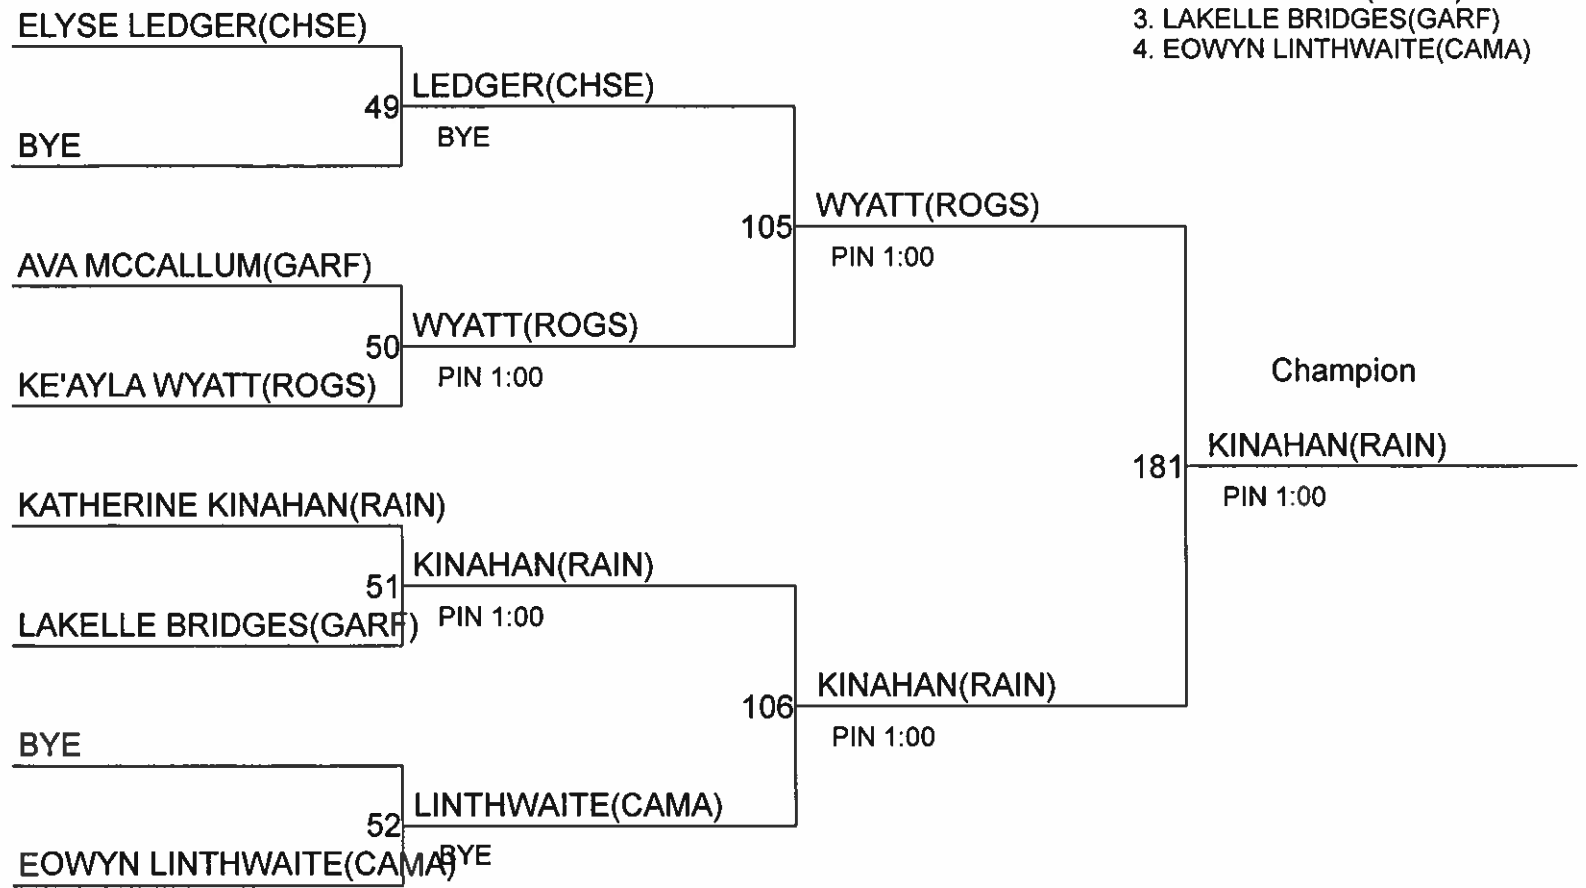 3. LAKELLE BRIDGES(GARF)
4. EOWYN LINTHWAITE(CAMA)
ELYSE LEDGER(CHSE)
49
LEDGER(CHSE)
BYE
BYE
105
WYATT(ROGS)
PIN 1:00
AVA MCCALLUM(GARF)
50
WYATT(ROGS)
PIN 1:00
KE'AYLA WYATT(ROGS)
Champion
181
KINAHAN(RAIN)
PIN 1:00
KATHERINE KINAHAN(RAIN)
51
KINAHAN(RAIN)
PIN 1:00
LAKELLE BRIDGES(GARF)
106
KINAHAN(RAIN)
PIN 1:00
BYE
52
LINTHWAITE(CAMA)
BYE
EOWYN LINTHWAITE(CAMA)